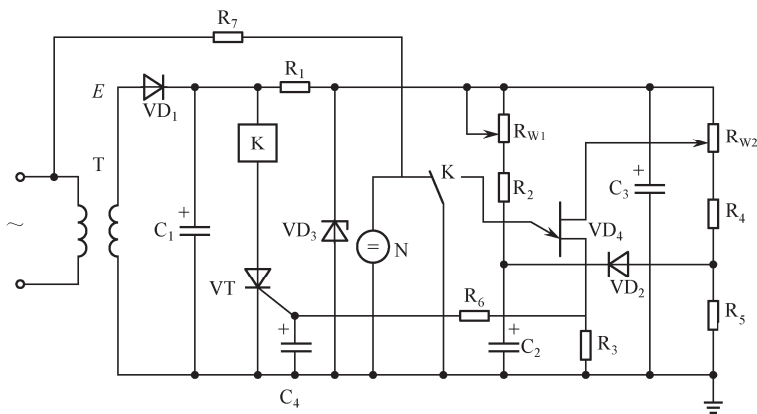 R7
E
VD1
R1
K
RW1
RW2
T
K
R2
C3
+
C1
+
VD3
=
N
VD4
R4
~
VT
VD2
R6
R5
+
C4
+
C2
R3